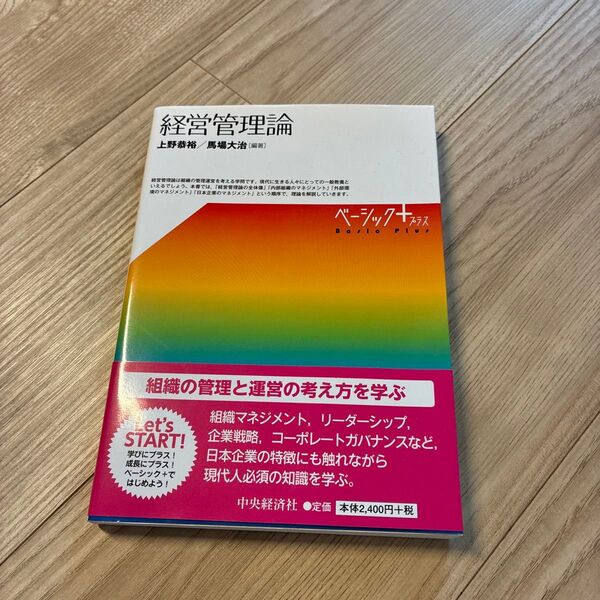 経営管理論
上野恭裕／馬場大治[編著]
経営管理論は組織の管理運営を考える学問です。現代に生きる人々にとっての一般教養と
いえるでしょう。本書では、「経営管理論の全体像」「内部組織のマネジメント」「外部環
境のマネジメント」「日本企業のマネジメント」という順序で、理論を解説していきます。
ベーシック＋プラス
Basic Plus
組織の管理と運営の考え方を学ぶ
Let's
START!
学びにプラス！
成長にプラス！
ベーシック＋で
はじめよう！
組織マネジメント，リーダーシップ，
企業戦略，コーポレートガバナンスなど，
日本企業の特徴にも触れながら
現代人必須の知識を学ぶ。
中央経済社 ●定価 本体2,400円＋税